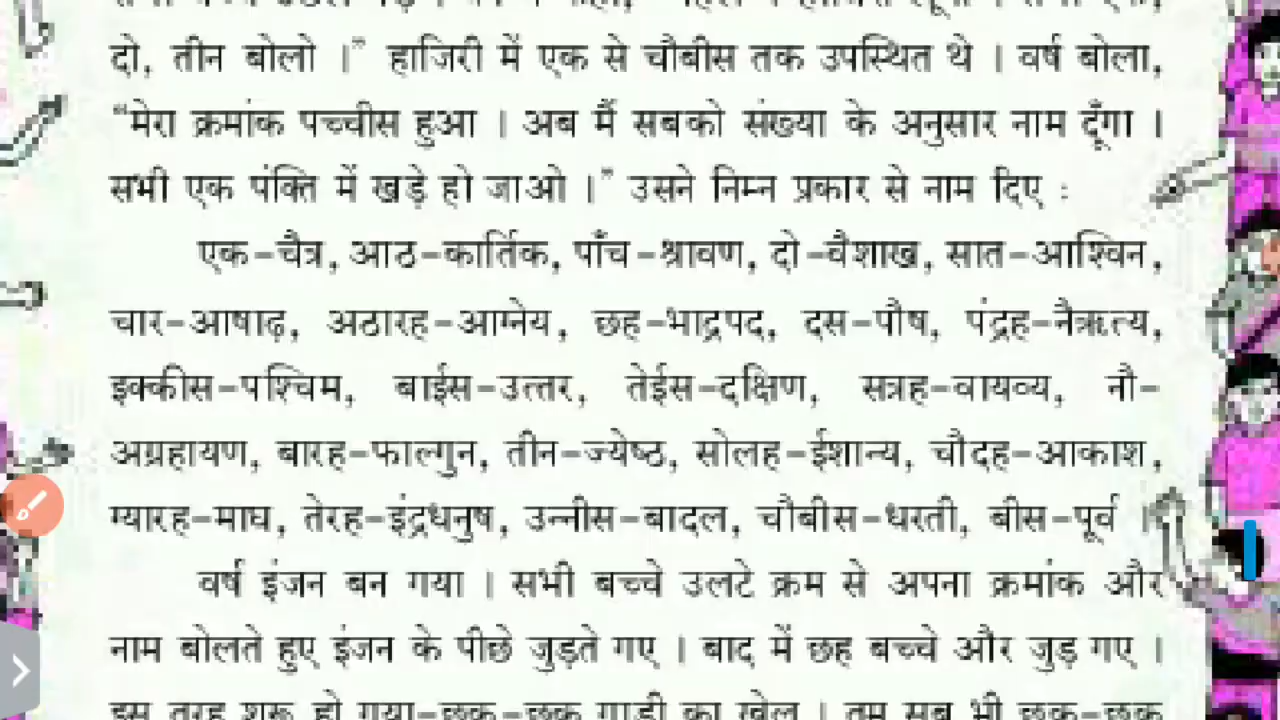 दो, तीन बोलो ।” हाजिरी में एक से चौबीस तक उपस्थित थे । वर्ष बोला,
“मेरा क्रमांक पच्चीस हुआ । अब मैं सबको संख्या के अनुसार नाम दूँगा ।
सभी एक पंक्ति में खड़े हो जाओ ।” उसने निम्न प्रकार से नाम दिए :
एक-चैत्र, आठ-कार्तिक, पाँच-श्रावण, दो-वैशाख, सात-आश्विन,
चार-आषाढ़, अठारह-आग्नेय, छह-भाद्रपद, दस-पौष, पंद्रह-नैऋत्य,
इक्कीस-पश्चिम, बाईस-उत्तर, तेईस-दक्षिण, सत्रह-वायव्य, नौ-
अग्रहायण, बारह-फाल्गुन, तीन-ज्येष्ठ, सोलह-ईशान्य, चौदह-आकाश,
ग्यारह-माघ, तेरह-इंद्रधनुष, उन्नीस-बादल, चौबीस-धरती, बीस-पूर्व ।
वर्ष इंजन बन गया । सभी बच्चे उलटे क्रम से अपना क्रमांक और
नाम बोलते हुए इंजन के पीछे जुड़ते गए । बाद में छह बच्चे और जुड़ गए ।
इस तरह शुरू हो गया-छुक-छुक गाड़ी का खेल । तुम सब भी छुक-छुक